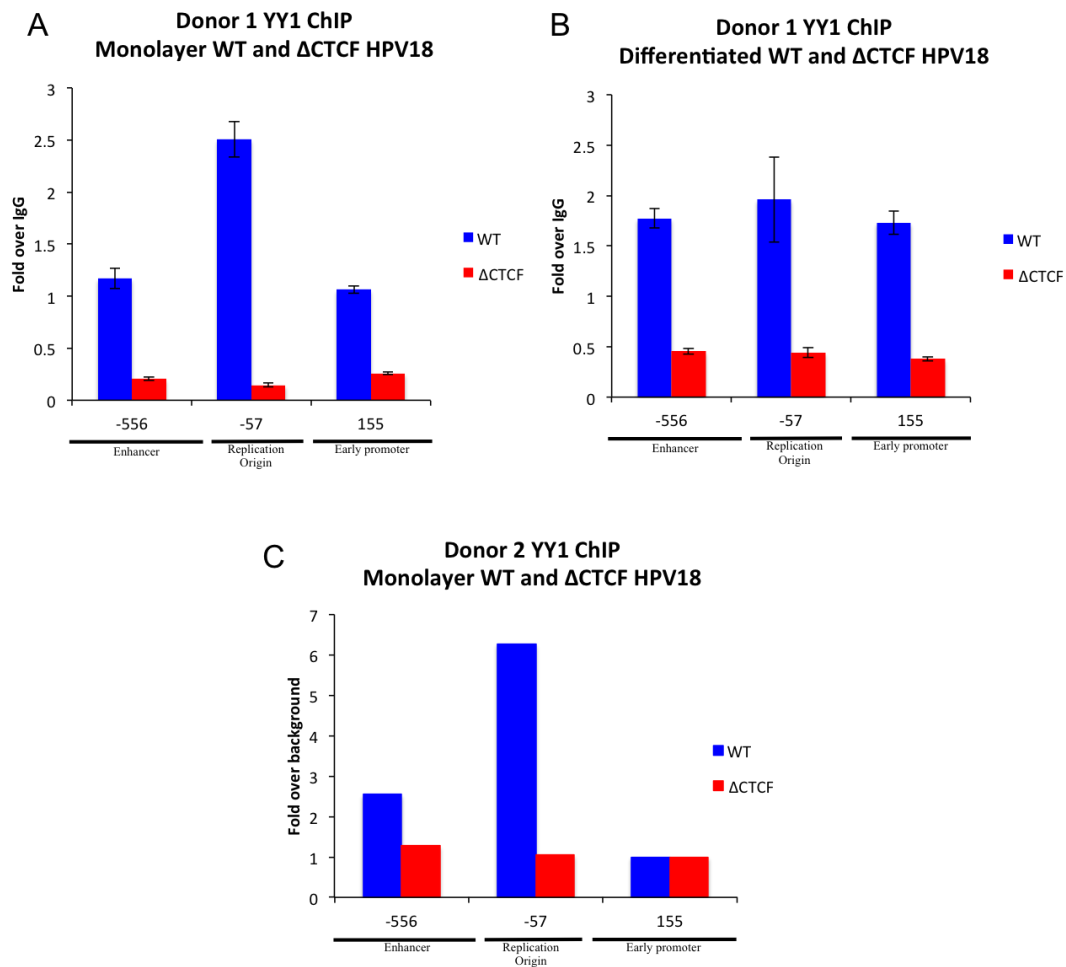 A
Donor 1 YY1 ChIP
Monolayer WT and ΔCTCF HPV18
3
2.5
2
1.5
1
0.5
0
Fold over IgG
WT
ΔCTCF
-556
-57
155
Enhancer
Replication
Origin
Early promoter
B
Donor 1 YY1 ChIP
Differentiated WT and ΔCTCF HPV18
3
2.5
2
1.5
1
0.5
0
Fold over IgG
WT
ΔCTCF
-556
-57
155
Enhancer
Replication
Origin
Early promoter
C
Donor 2 YY1 ChIP
Monolayer WT and ΔCTCF HPV18
7
6
5
4
3
2
1
0
Fold over background
WT
ΔCTCF
-556
-57
155
Enhancer
Replication
Origin
Early promoter